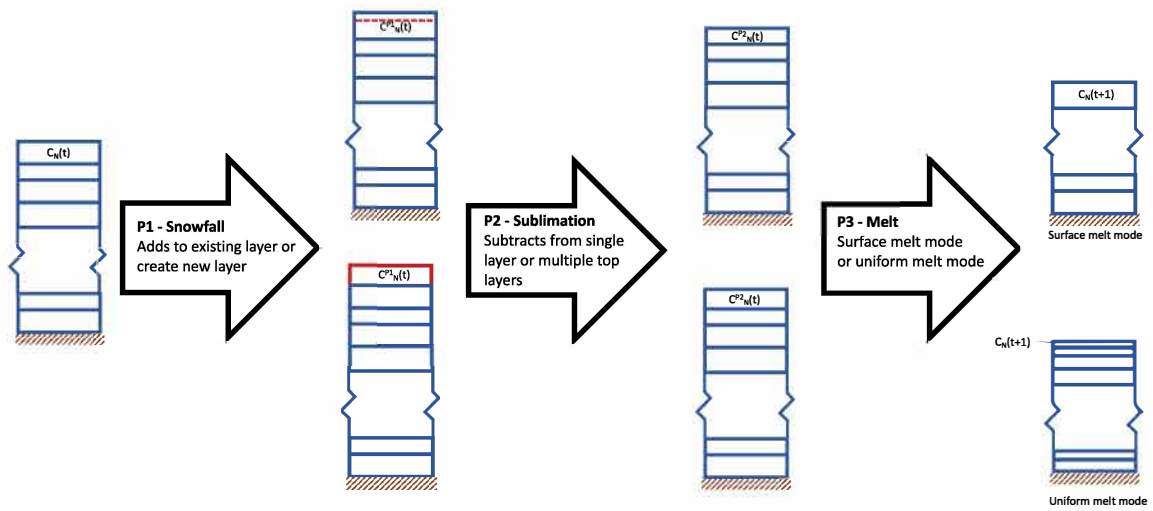 C_N(t)
P1 - Snowfall
Adds to existing layer or
create new layer
C^P1_N(t)
C^P1_N(t)
P2 - Sublimation
Subtracts from single
layer or multiple top
layers
C^P2_N(t)
C^P2_N(t)
P3 - Melt
Surface melt mode
or uniform melt mode
C_N(t+1)
Surface melt mode
C_N(t+1)
Uniform melt mode